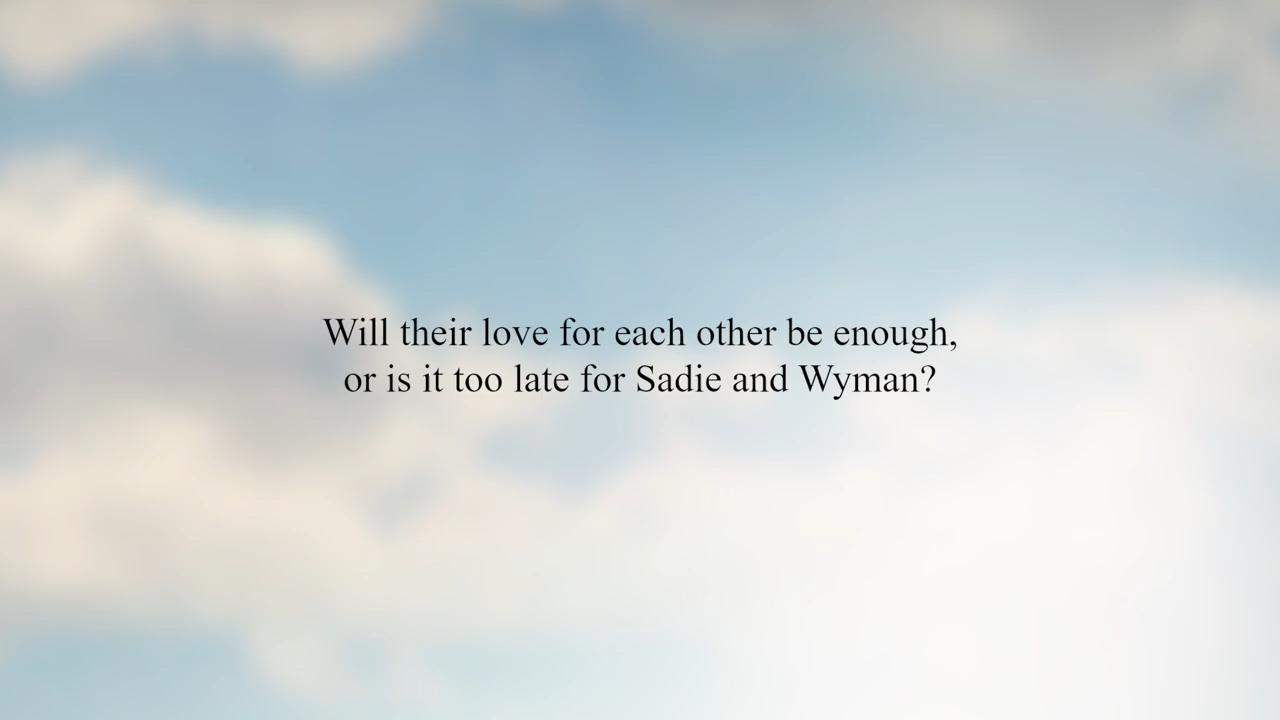 Will their love for each other be enough,
or is it too late for Sadie and Wyman?